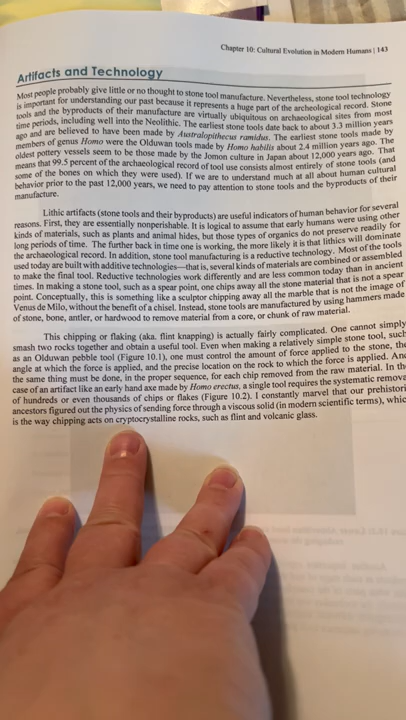 Chapter 10: Cultural Evolution in Modern Humans | 143
Artifacts and Technology
Most people probably give little or no thought to stone tool manufacture. Nevertheless, stone tool technology
is important for understanding our past because it represents a huge part of the archeological record. Stone
tools and the byproducts of their manufacture are virtually ubiquitous on archaeological sites from most
time periods, including well into the Neolithic. The earliest stone tools date back to about 3.3 million years
ago and are believed to have been made by Australopithecus ramidus. The earliest stone tools made by
members of genus Homo were the Olduwan tools made by Homo habilis about 2.4 million years ago. The
oldest pottery vessels seem to be those made by the Jomon culture in Japan about 12,000 years ago. That
means that 99.5 percent of the archaeological record of tool use consists almost entirely of stone tools (and
some of the bones on which they were used). If we are to understand much at all about human cultural
behavior prior to the past 12,000 years, we need to pay attention to stone tools and the byproducts of their
manufacture.
Lithic artifacts (stone tools and their byproducts) are useful indicators of human behavior for several
reasons. First, they are essentially nonperishable. It is logical to assume that early humans were using other
kinds of materials, such as plants and animal hides, but those types of organics do not preserve readily for
long periods of time. The further back in time one is working, the more likely it is that lithics will dominate
the archaeological record. In addition, stone tool manufacturing is a reductive technology. Most of the tools
used today are built with additive technologies—that is, several kinds of materials are combined or assembled
to make the final tool. Reductive technologies work differently and are less common today than in ancient
times. In making a stone tool, such as a spear point, one chips away all the stone material that is not a spear
point. Conceptually, this is something like a sculptor chipping away all the marble that is not the image of
Venus de Milo, without the benefit of a chisel. Instead, stone tools are manufactured by using hammers made
of stone, bone, antler, or hardwood to remove material from a core, or chunk of raw material.
This chipping or flaking (aka. flint knapping) is actually fairly complicated. One cannot simply
smash two rocks together and obtain a useful tool. Even when making a relatively simple stone tool, such
as an Olduwan pebble tool (Figure 10.1), one must control the amount of force applied to the stone, the
angle at which the force is applied, and the precise location on the rock to which the force is applied. And
the same thing must be done, in the proper sequence, for each chip removed from the raw material. In th
case of an artifact like an early hand axe made by Homo erectus, a single tool requires the systematic remova
of hundreds or even thousands of chips or flakes (Figure 10.2). I constantly marvel that our prehistori
ancestors figured out the physics of sending force through a viscous solid (in modern scientific terms), whic
is the way chipping acts on cryptocrystalline rocks, such as flint and volcanic glass.